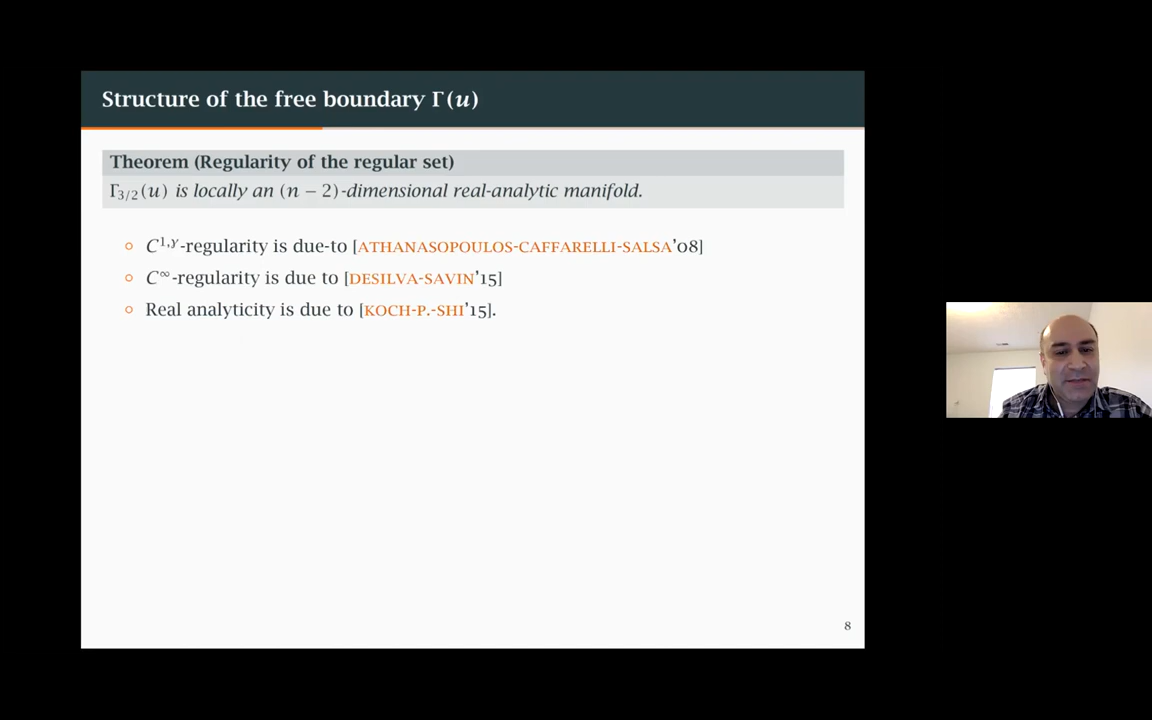 Structure of the free boundary Γ(u)
Theorem (Regularity of the regular set)
Γ₃/₂(u) is locally an (n − 2)-dimensional real-analytic manifold.
C^{1,γ}-regularity is due-to [ATHANASOPOULOS-CAFFARELLI-SALSA'08]
C^∞-regularity is due to [DESILVA-SAVIN'15]
Real analyticity is due to [KOCH-P.-SHI'15].
8